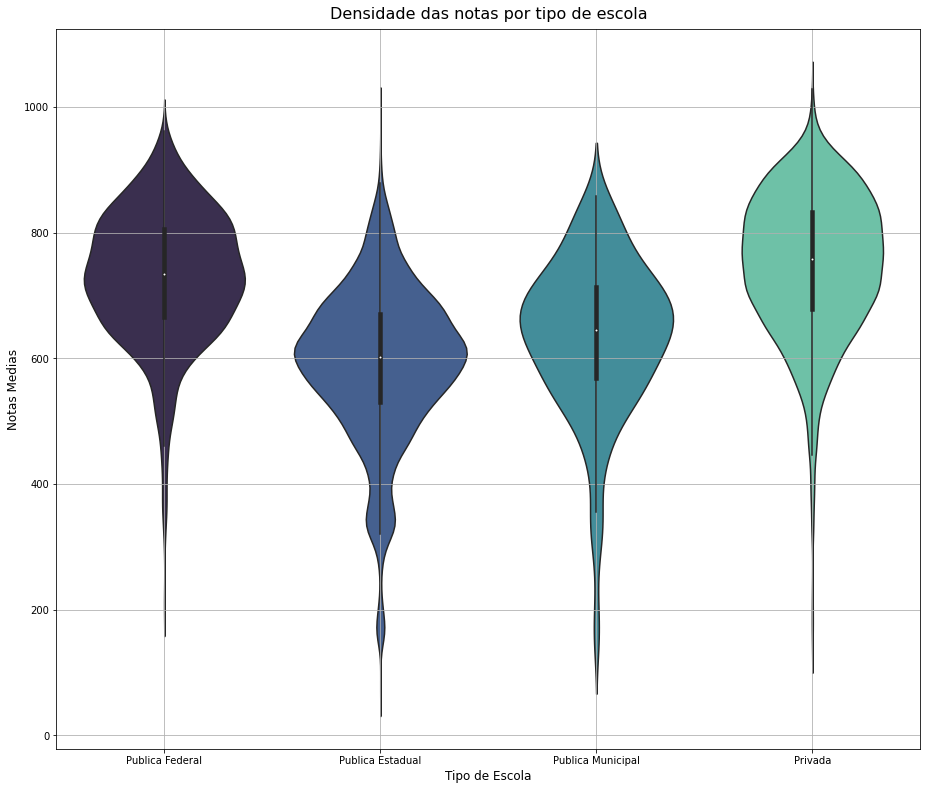 Densidade das notas por tipo de escola
1000
800
600
400
200
0
Notas Medias
Publica Federal
Publica Estadual
Publica Municipal
Privada
Tipo de Escola